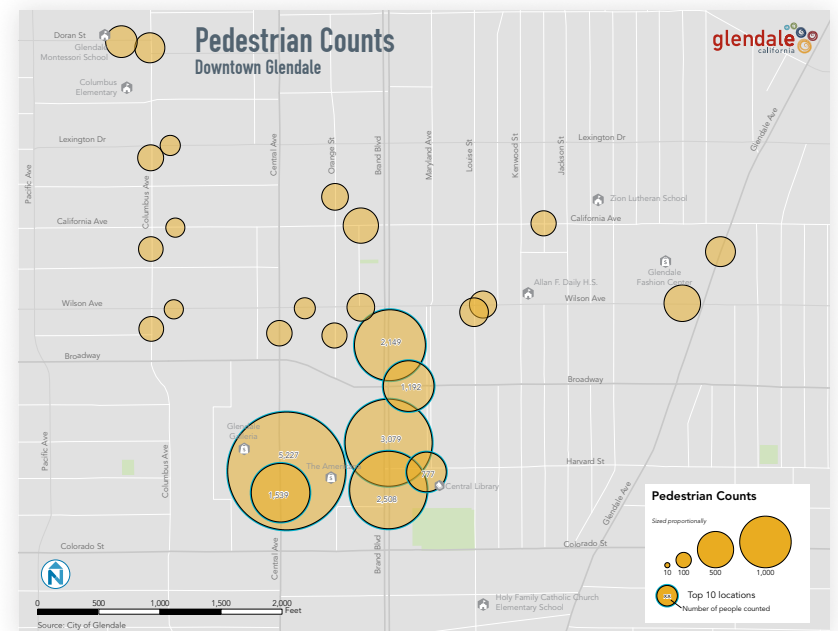 Pedestrian Counts
Downtown Glendale
glendale
california
Doran St
Glendale
Montessori School
Columbus
Elementary
Lexington Dr
Lexington Dr
Pacific Ave
Columbus Ave
Central Ave
Orange St
Brand Blvd
Maryland Ave
Louise St
Kenwood St
Jackson St
Glendale Ave
Zion Lutheran School
California Ave
California Ave
Glendale
Fashion Center
Allan F. Daily H.S.
Wilson Ave
Wilson Ave
2,149
Broadway
Broadway
1,192
Glendale
Galleria
3,079
5,227
The Americana
777
1,539
2,508
Central Library
Harvard St
Pacific Ave
Columbus Ave
Glendale Ave
Colorado St
Colorado St
Central Ave
Brand Blvd
N
0
500
1,000
1,500
2,000
Feet
Source: City of Glendale
Holy Family Catholic Church
Elementary School
Pedestrian Counts
Sized proportionally
10
100
500
1,000
xx
Top 10 locations
Number of people counted